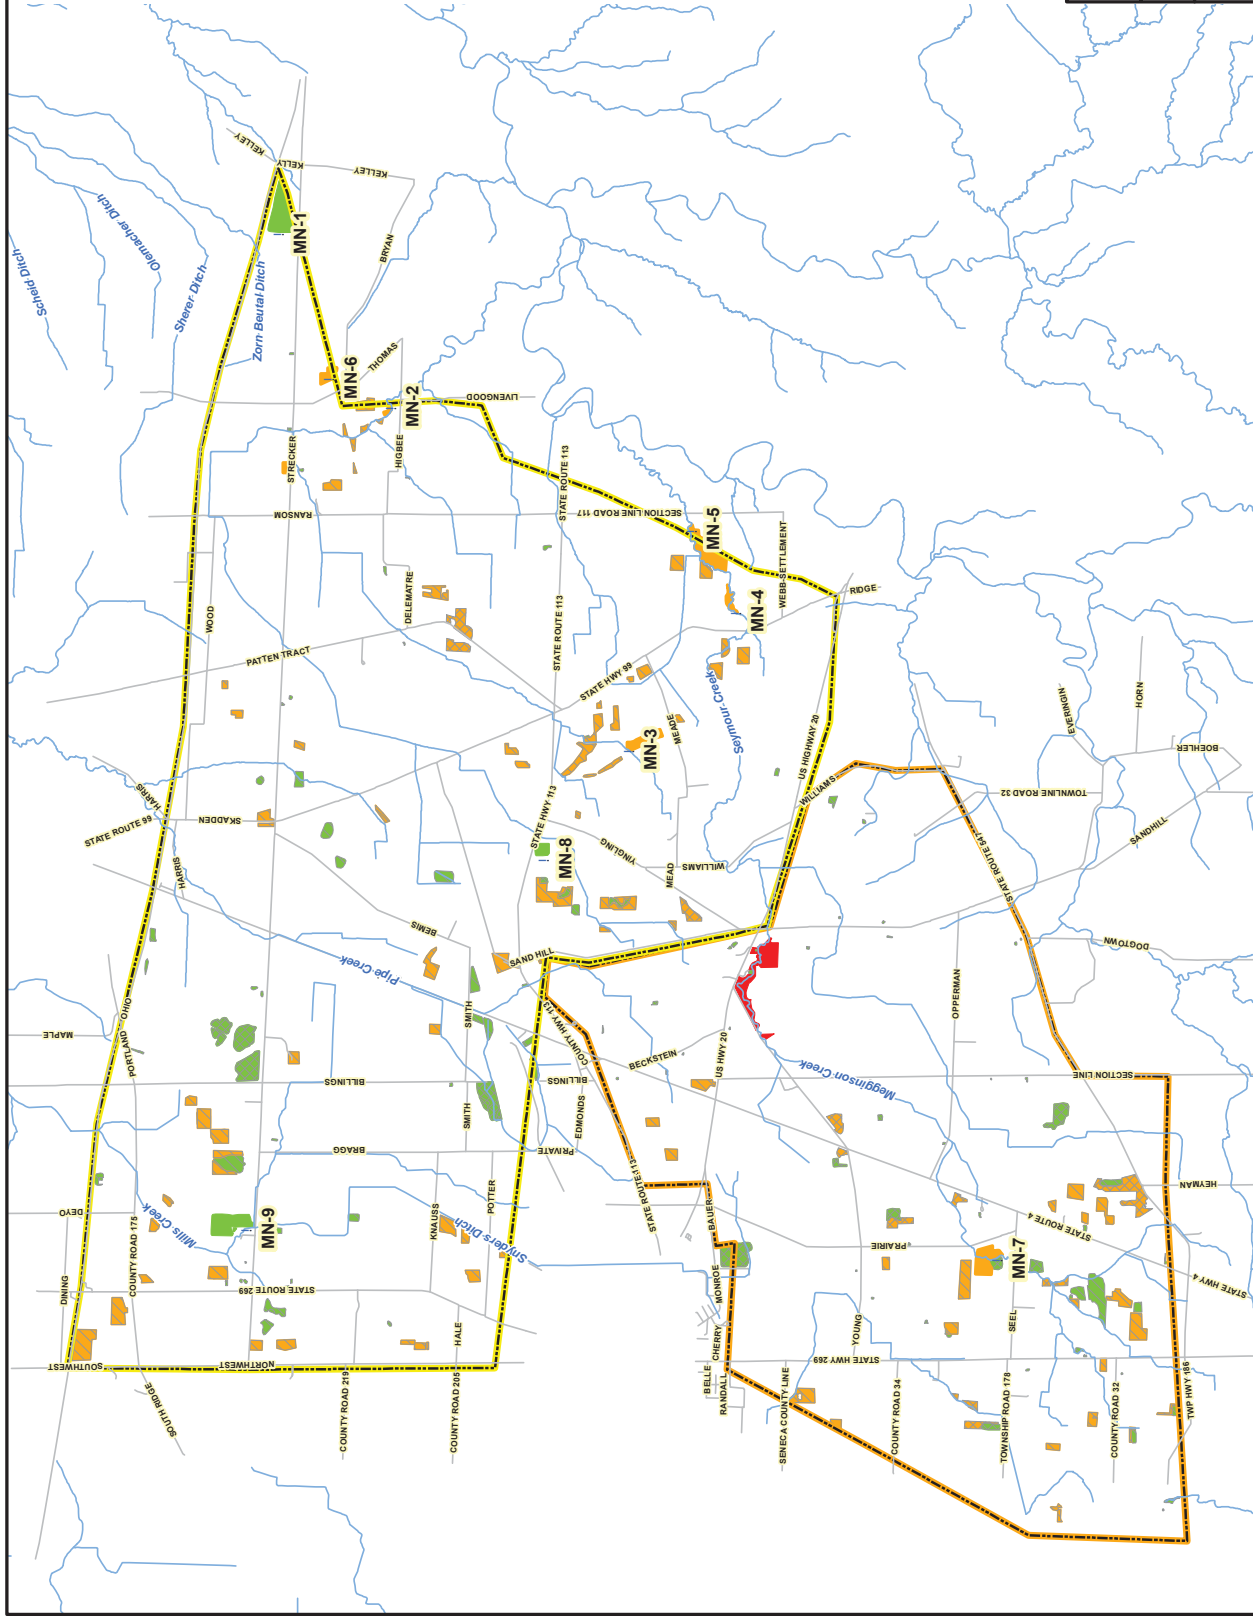 Scheid Ditch
Olemacher Ditch
Sherer Ditch
Zorn Beutal Ditch
KELLEY
KELLY
KELLEY
MN-1
BRYAN
THOMAS
MN-6
MN-2
LIVENGOOD
STRECKER
HIGBEE
RANSOM
STATE ROUTE 113
SECTION LINE ROAD 117
MN-5
WEBB-SETTLEMENT
MN-4
RIDGE
WOOD
PATTEN TRACT
DELEMATRE
STATE ROUTE 113
STATE HWY 99
Seymour Creek
MEADE
MN-3
US HIGHWAY 20
WILLIAMS
EVERINGIN
HORN
BOEHLER
TOWNLINE ROAD 32
SANDHILL
STATE ROUTE 547
HARRIS
STATE ROUTE 99
SKADDEN
HARRIS
STATE HWY 113
MN-8
YINGLING
MEAD
WILLIAMS
BEMIS
SAND HILL
Pipe Creek
DOGTOWN
OPPERMAN
MAPLE
PORTLAND
OHIO
SMITH
COUNTY HWY 113
BECKSTEIN
US HWY 20
Megginson Creek
SECTION LINE
BILLINGS
BILLINGS
SMITH
EDMONDS
BRAGG
PRIVATE
DEYO
Mills Creek
MN-9
COUNTY ROAD 175
KNAUSS
POTTER
Snyders Ditch
STATE ROUTE 113
BAUER
HETMAN
STATE ROUTE 4
PRAIRIE
MN-7
STATE HWY 4
DINING
STATE ROUTE 269
MONROE
SEEL
YOUNG
HALE
CHERRY
SOUTHWEST
NORTHWEST
STATE HWY 269
BELLE
RANDALL
SOUTH RIDGE
COUNTY ROAD 219
COUNTY ROAD 205
SENECA COUNTY LINE
COUNTY ROAD 34
TOWNSHIP ROAD 178
COUNTY ROAD 32
TWP HWY 186